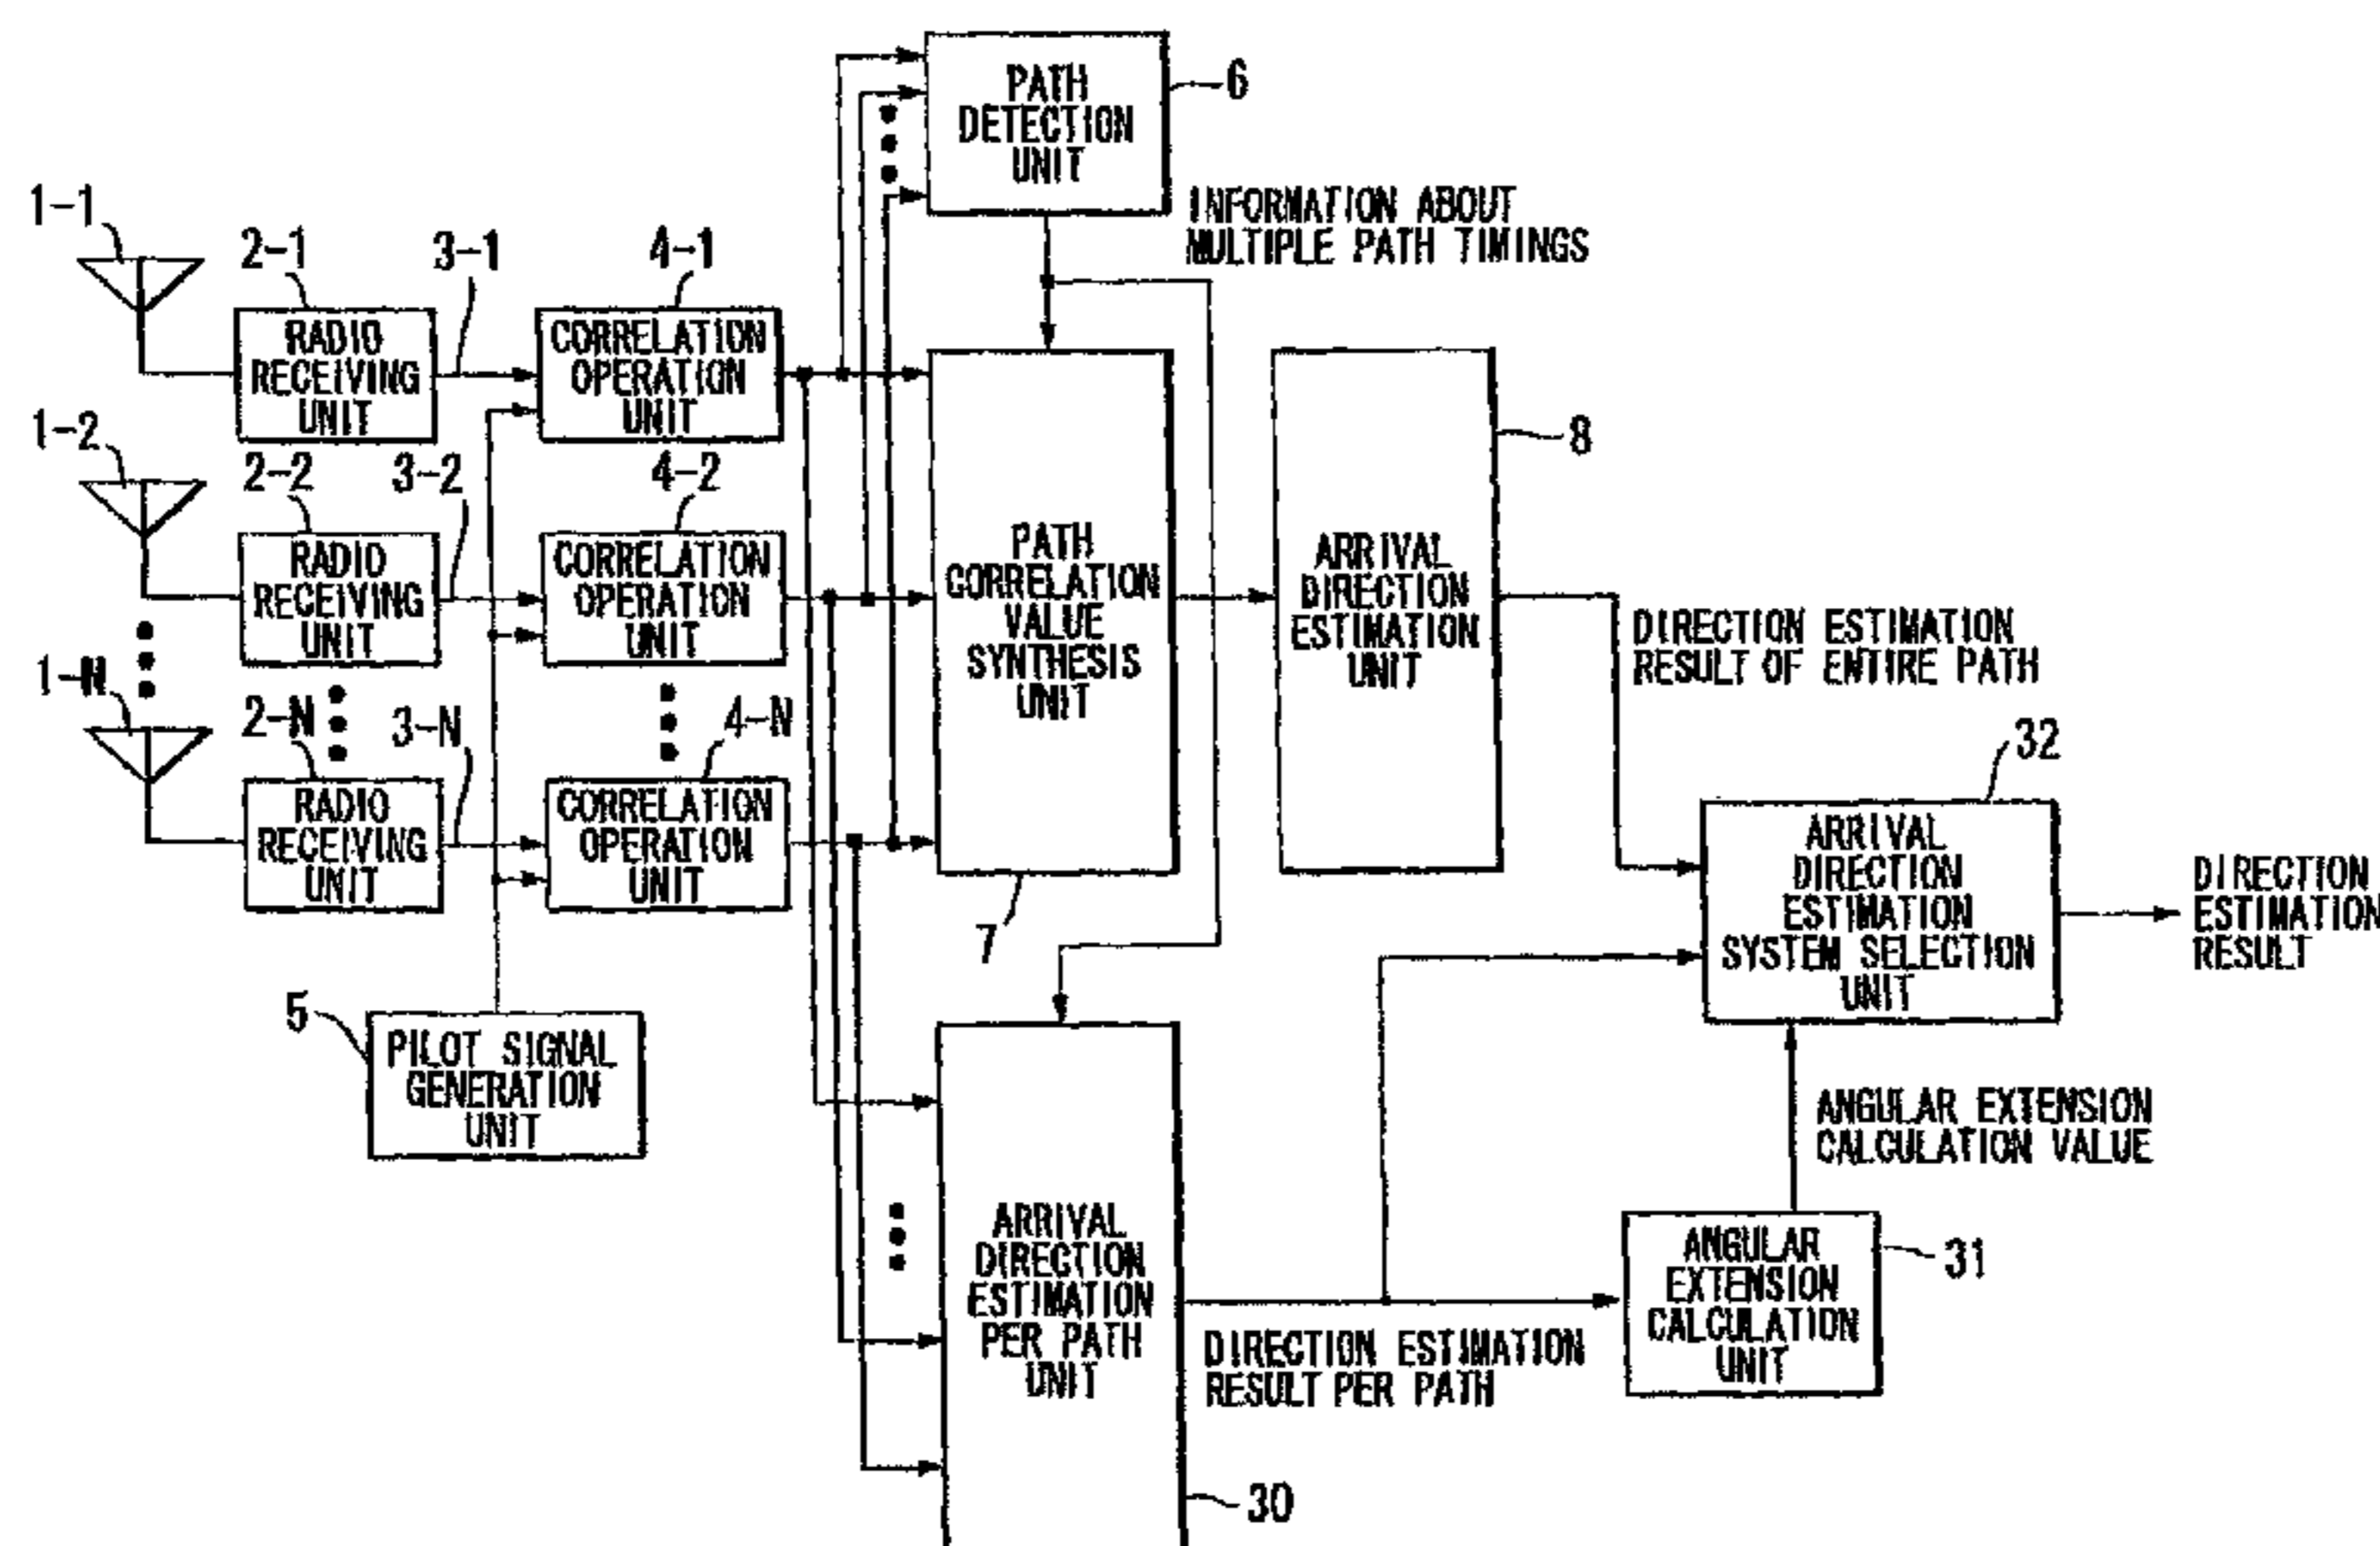 PATH
DETECTION
UNIT
6
INFORMATION ABOUT
MULTIPLE PATH TIMINGS
1-1
2-1
3-1
4-1
RADIO
RECEIVING
UNIT
CORRELATION
OPERATION
UNIT
1-2
2-2
3-2
4-2
RADIO
RECEIVING
UNIT
CORRELATION
OPERATION
UNIT
1-N
2-N
3-N
4-N
RADIO
RECEIVING
UNIT
CORRELATION
OPERATION
UNIT
5
PILOT SIGNAL
GENERATION
UNIT
PATH
CORRELATION
VALUE
SYNTHESIS
UNIT
7
ARRIVAL
DIRECTION
ESTIMATION
UNIT
8
DIRECTION ESTIMATION
RESULT OF ENTIRE PATH
32
ARRIVAL
DIRECTION
ESTIMATION
SYSTEM SELECTION
UNIT
DIRECTION
ESTIMATION
RESULT
ANGULAR EXTENSION
CALCULATION VALUE
ARRIVAL
DIRECTION
ESTIMATION
PER PATH
UNIT
30
DIRECTION ESTIMATION
RESULT PER PATH
ANGULAR
EXTENSION
CALCULATION
UNIT
31